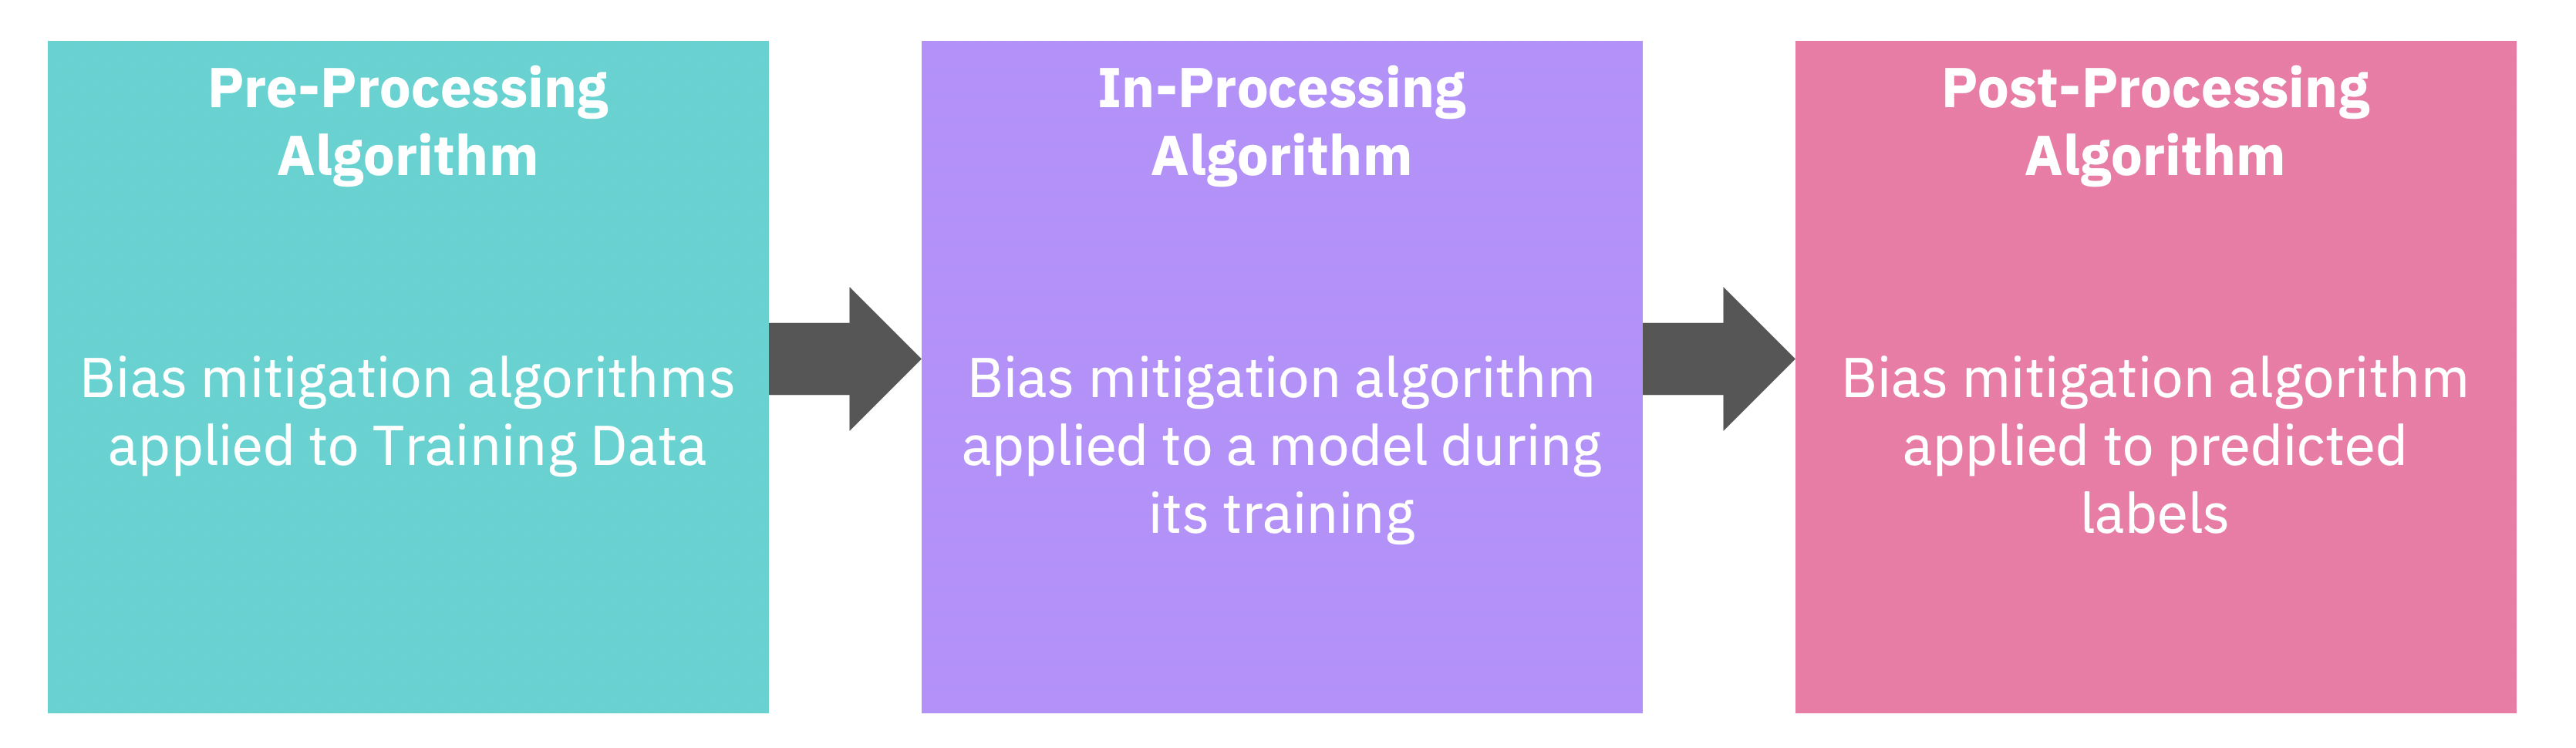 Pre-Processing
Algorithm
Bias mitigation algorithms
applied to Training Data
In-Processing
Algorithm
Bias mitigation algorithm
applied to a model during
its training
Post-Processing
Algorithm
Bias mitigation algorithm
applied to predicted
labels